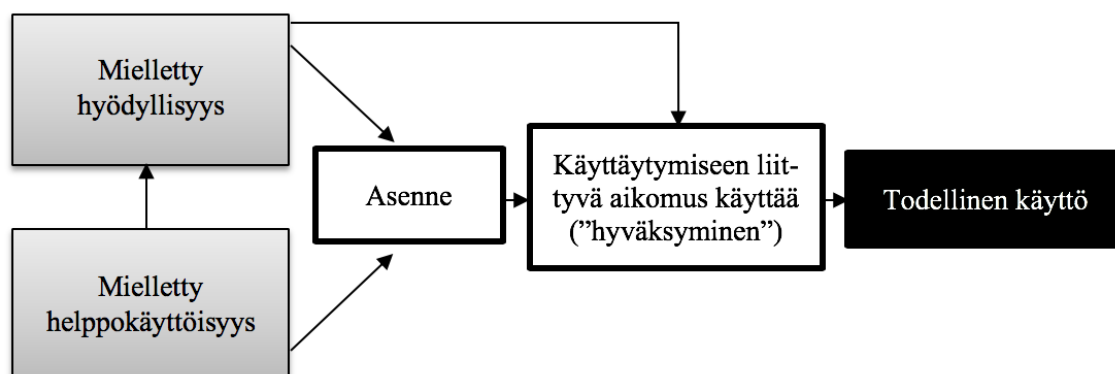 Mielletty
hyödyllisyys
Asenne
Käyttäytymiseen liit-
tyvä aikomus käyttää
(”hyväksyminen”)
Todellinen käyttö
Mielletty
helppokäyttöisyys